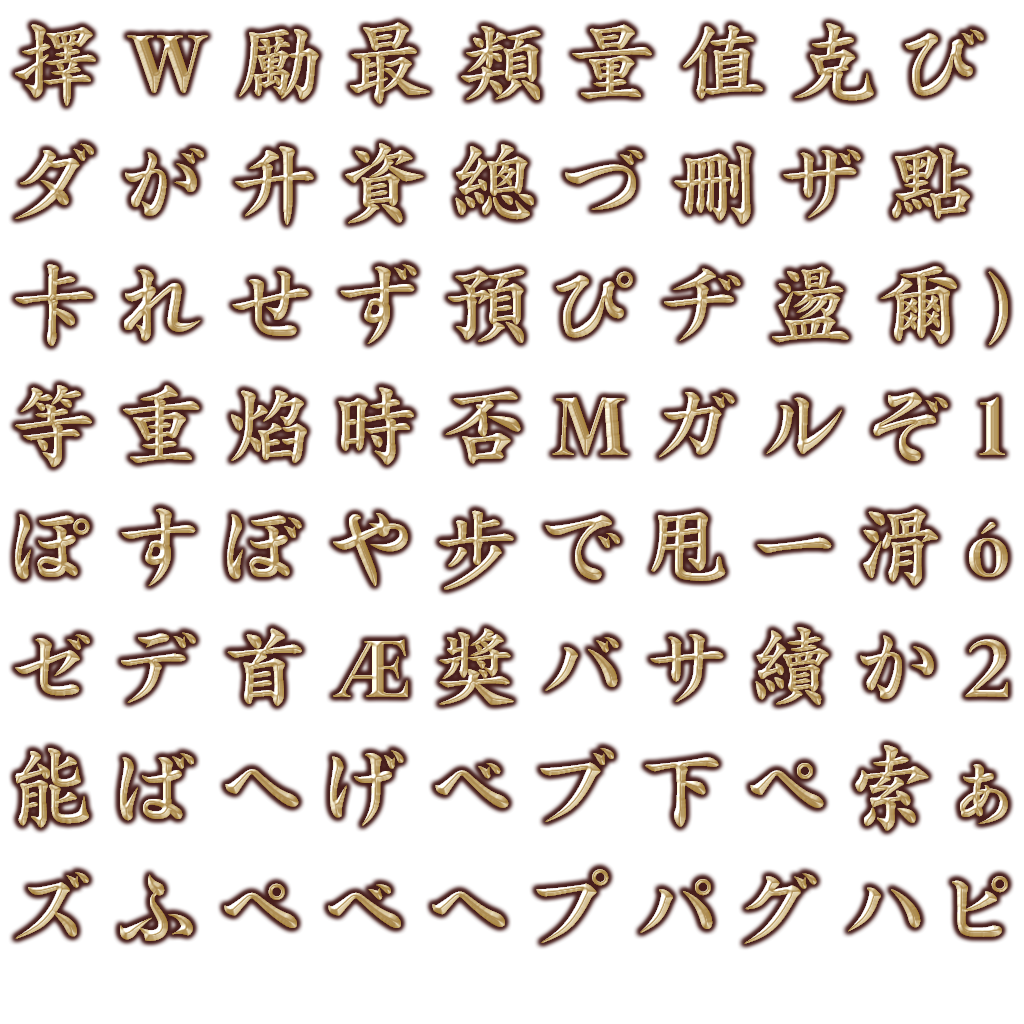 擇W勵最類量值克び
ダが升資總づ刪ザ點
卡れせず預ぴヂ盪爾)
等重焰時否Mガルぞ1
ぽすぼや步で甩一滑ó
ゼデ首Æ獎バサ續か2
能ばへげべブ下ぺ索ぁ
ズふペベヘプパグハピ